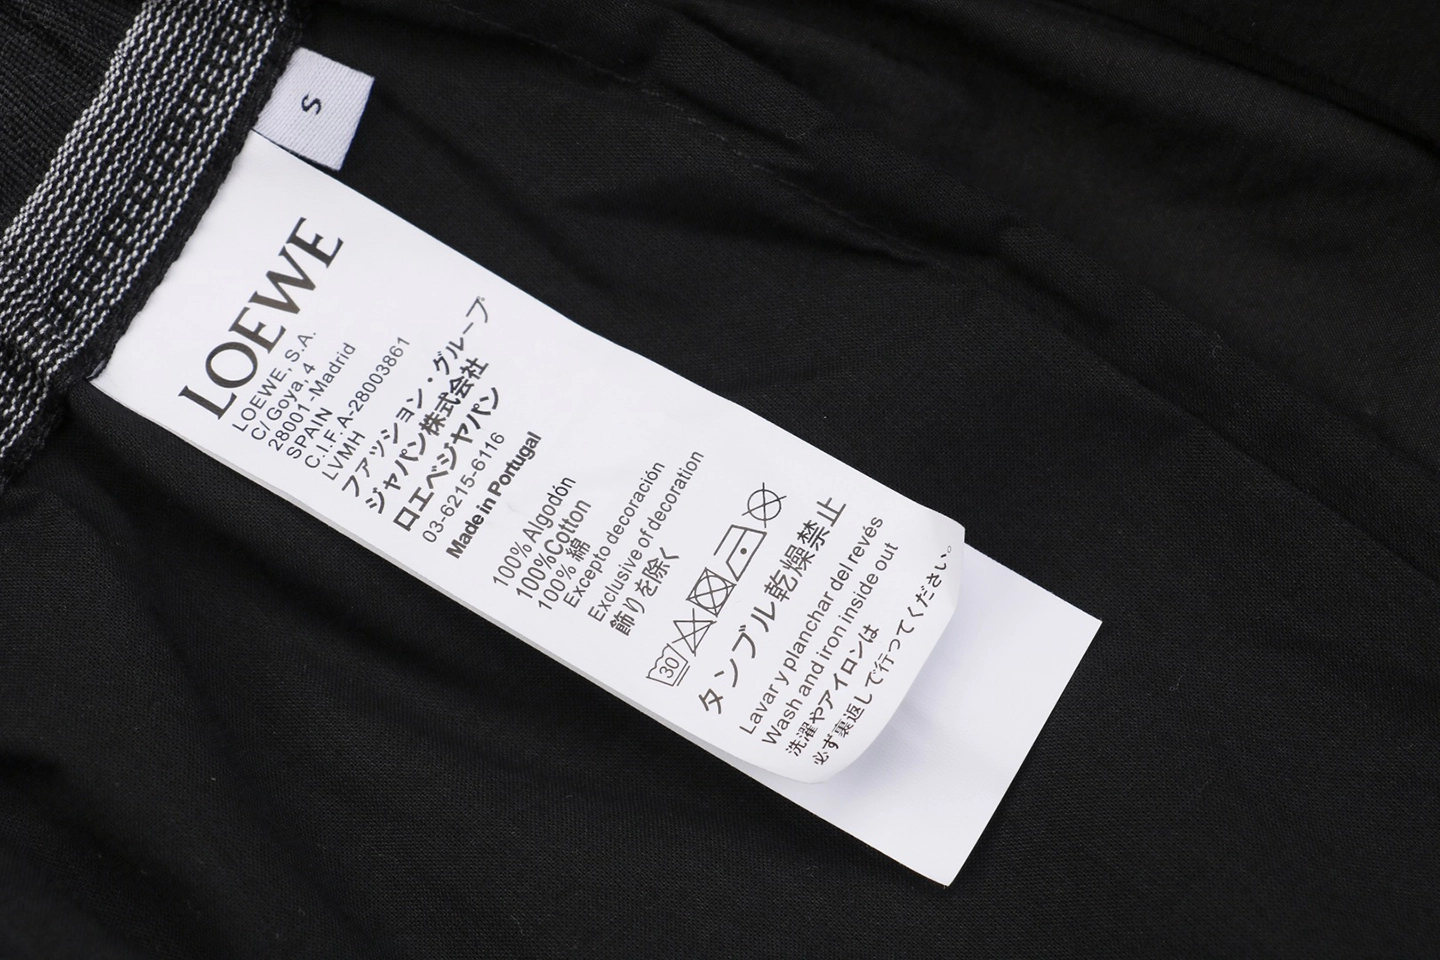 S
LOEWE
LOEWE, S.A.
C/Goya, 4
28001-Madrid
SPAIN
C.I.F.A-28003861
LVMH
ファッション・グループ
ジャパン株式会社
ロエベジャパン
03-6215-6116
Made in Portugal
100% Algodón
100% Cotton
100% 綿
Excepto decoración
Exclusive of decoration
飾りを除く
30
タンブル乾燥禁止
Lavar y planchar del revés
Wash and iron inside out
洗濯やアイロンは
必ず裏返しで行ってください。